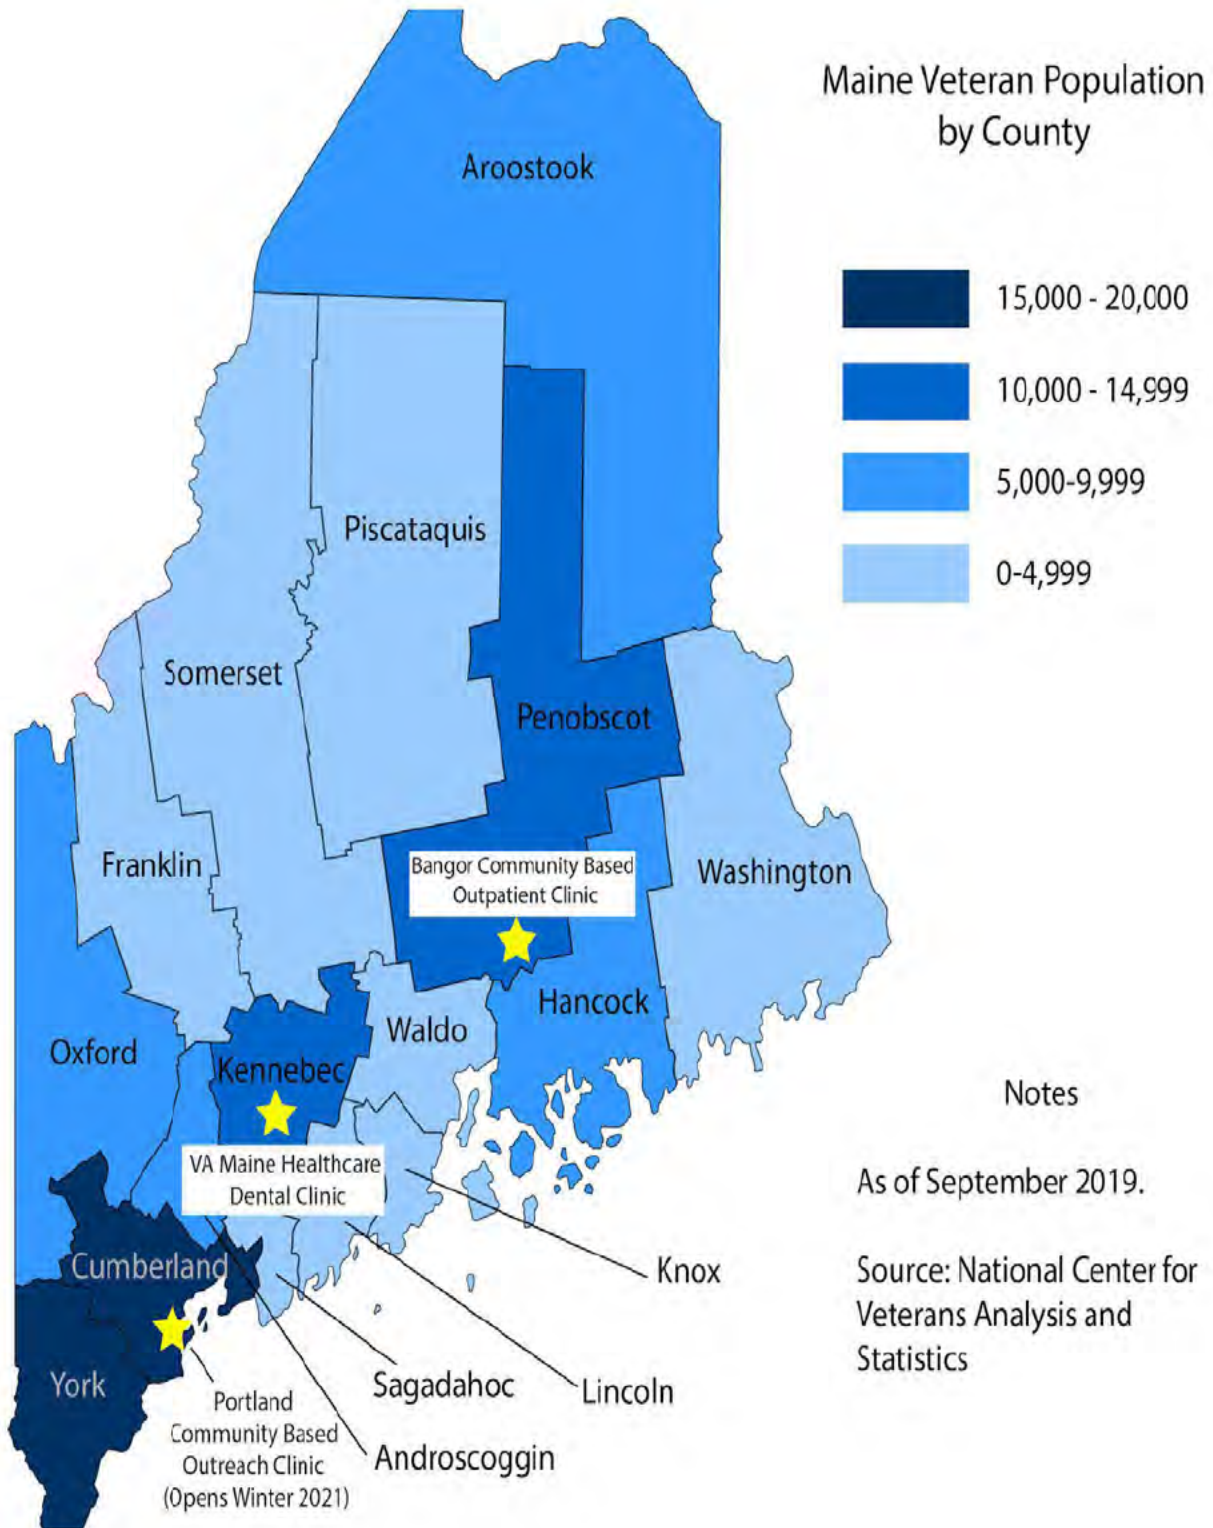 Maine Veteran Population
by County
15,000 - 20,000
10,000 - 14,999
5,000-9,999
0-4,999
Aroostook
Piscataquis
Somerset
Penobscot
Franklin
Bangor Community Based
Outpatient Clinic
Washington
Hancock
Waldo
Oxford
Kennebec
VA Maine Healthcare
Dental Clinic
Cumberland
York
Knox
Lincoln
Sagadahoc
Androscoggin
Portland
Community Based
Outreach Clinic
(Opens Winter 2021)
Notes
As of September 2019.
Source: National Center for
Veterans Analysis and
Statistics